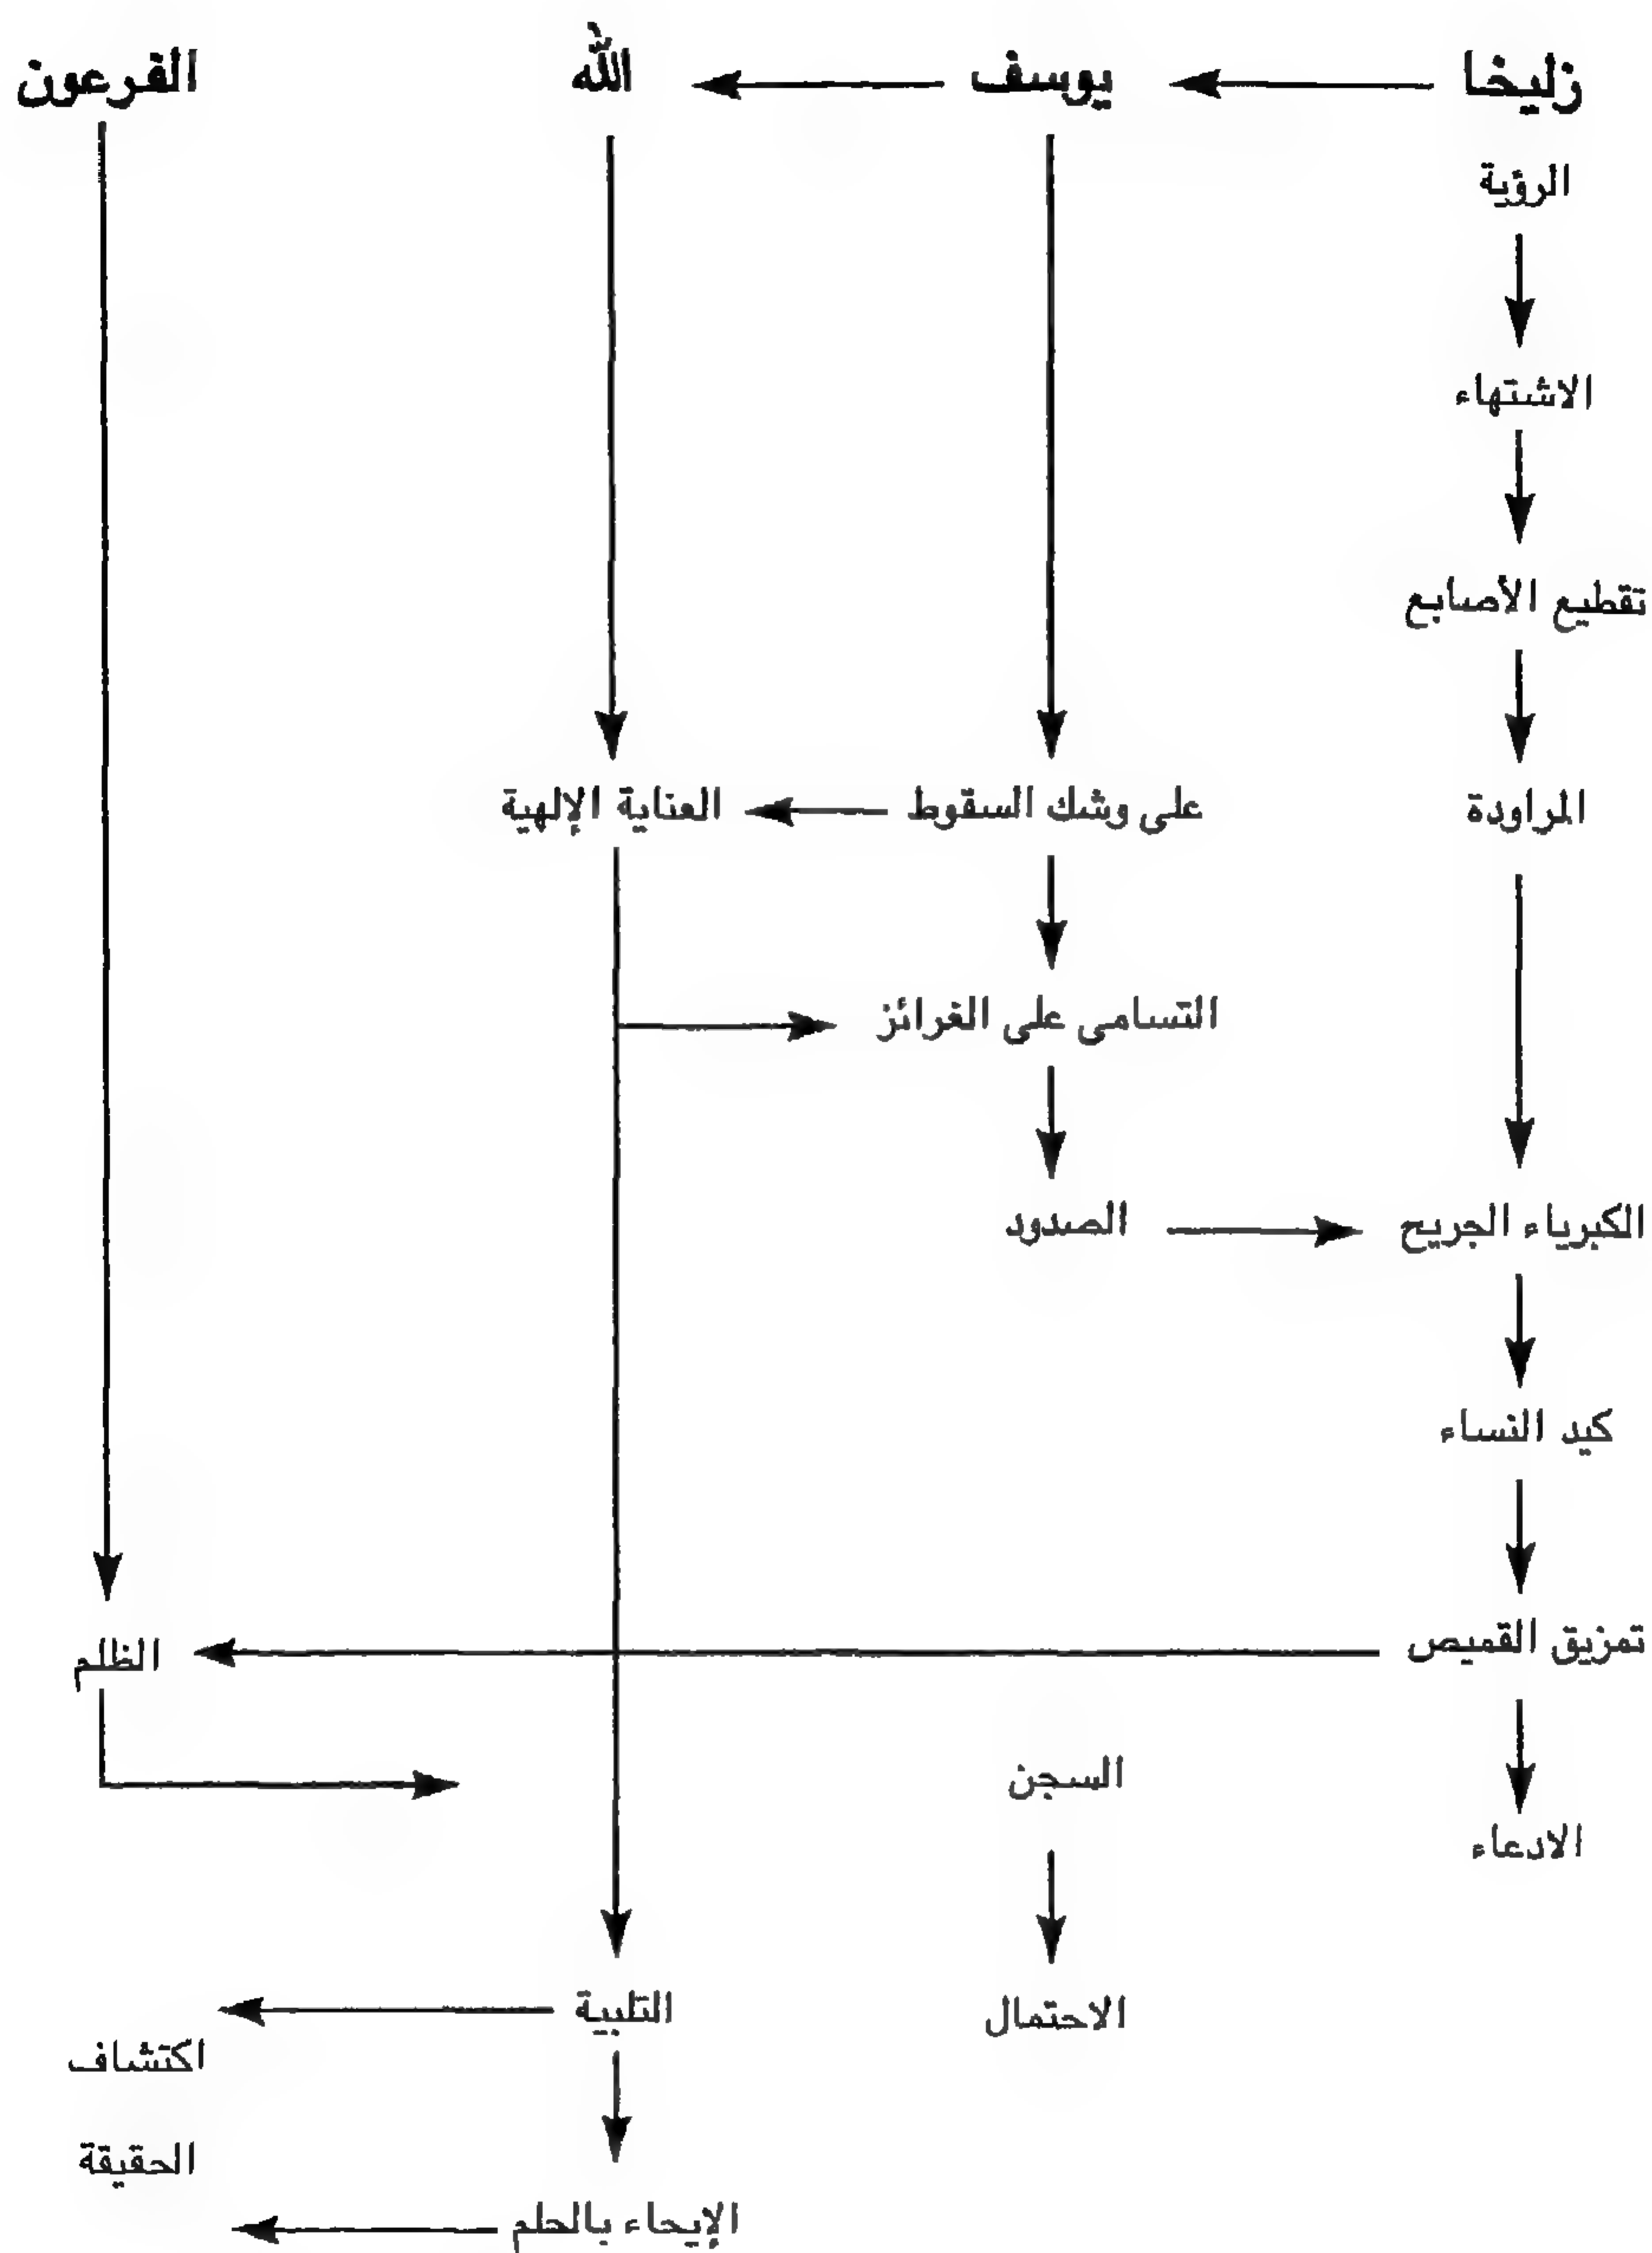 زليخا يوسف الله الفرعون
الرؤية
الاشتهاء
تقطيع الأصابع
المراودة على وشك السقوط العناية الإلهية
التسامى على الغرائز
الكبرياء الجريح الصدود
كيد النساء
تمزيق القميص الظلم
السجن
الادعاء
الاحتمال التلبية
اكتشاف
الحقيقة
الإيحاء بالحلم